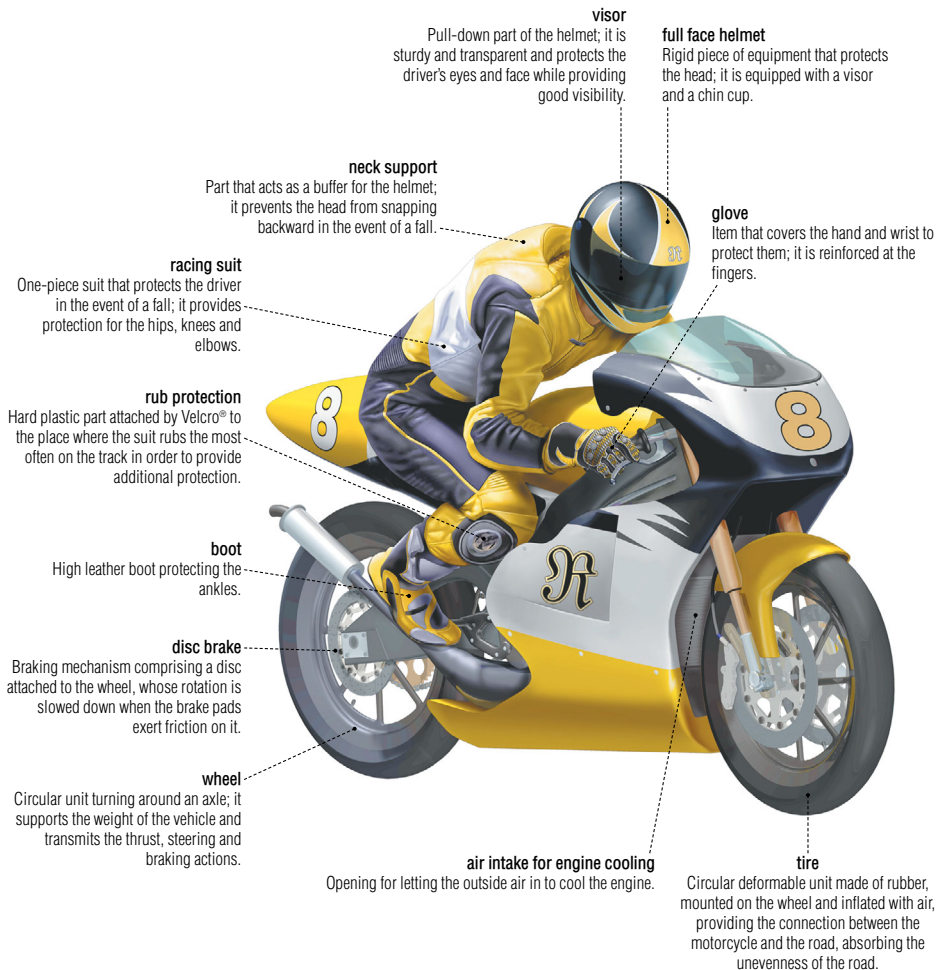 visor
Pull-down part of the helmet; it is
sturdy and transparent and protects the
driver's eyes and face while providing
good visibility.
full face helmet
Rigid piece of equipment that protects
the head; it is equipped with a visor
and a chin cup.
neck support
Part that acts as a buffer for the helmet;
it prevents the head from snapping
backward in the event of a fall.
glove
Item that covers the hand and wrist to
protect them; it is reinforced at the
fingers.
racing suit
One-piece suit that protects the driver
in the event of a fall; it provides
protection for the hips, knees and
elbows.
rub protection
Hard plastic part attached by Velcro® to
the place where the suit rubs the most
often on the track in order to provide
additional protection.
boot
High leather boot protecting the
ankles.
disc brake
Braking mechanism comprising a disc
attached to the wheel, whose rotation is
slowed down when the brake pads
exert friction on it.
wheel
Circular unit turning around an axle; it
supports the weight of the vehicle and
transmits the thrust, steering and
braking actions.
air intake for engine cooling
Opening for letting the outside air in to cool the engine.
tire
Circular deformable unit made of rubber,
mounted on the wheel and inflated with air,
providing the connection between the
motorcycle and the road, absorbing the
unevenness of the road.
8
8
R
R